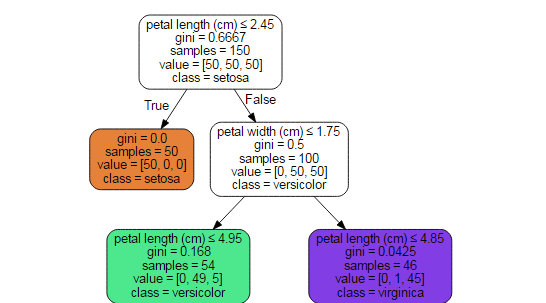 petal length (cm) ≤ 2.45
gini = 0.6667
samples = 150
value = [50, 50, 50]
class = setosa
True
False
gini = 0.0
samples = 50
value = [50, 0, 0]
class = setosa
petal width (cm) ≤ 1.75
gini = 0.5
samples = 100
value = [0, 50, 50]
class = versicolor
petal length (cm) ≤ 4.95
gini = 0.168
samples = 54
value = [0, 49, 5]
class = versicolor
petal length (cm) ≤ 4.85
gini = 0.0425
samples = 46
value = [0, 1, 45]
class = virginica